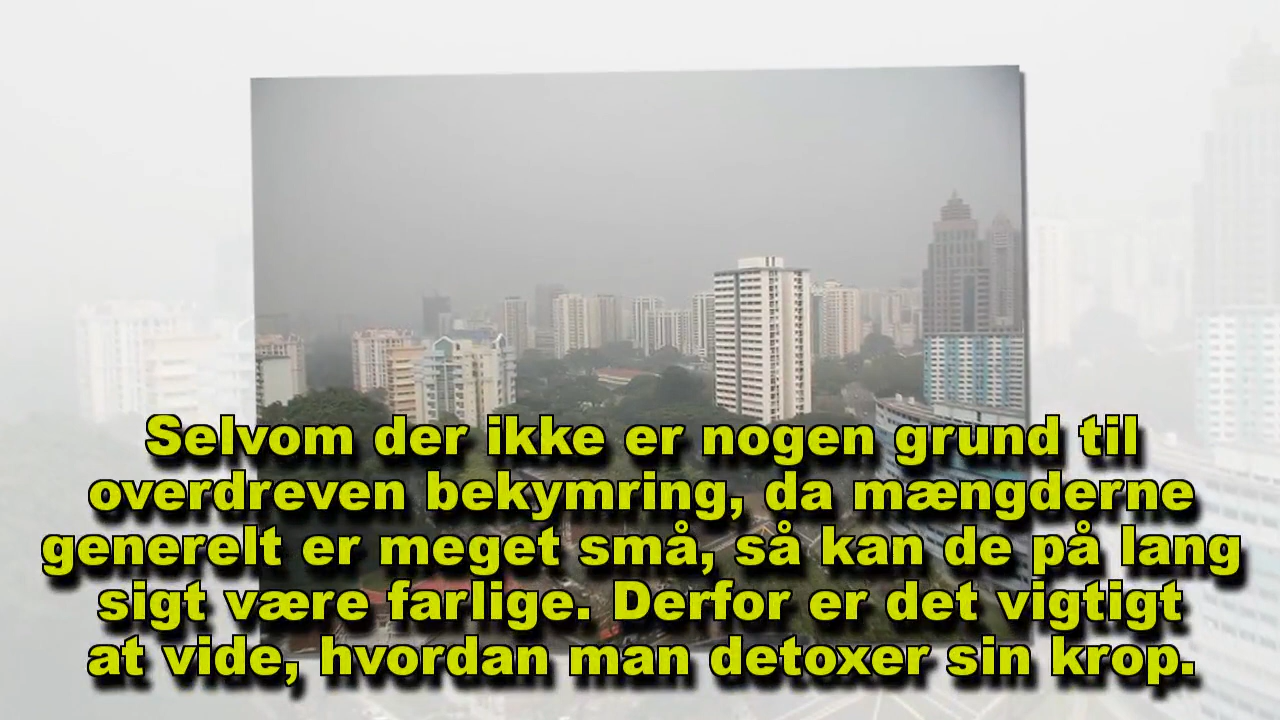 Selvom der ikke er nogen grund til
overdreven bekymring, da mængderne
generelt er meget små, så kan de på lang
sigt være farlige. Derfor er det vigtigt
at vide, hvordan man detoxer sin krop.